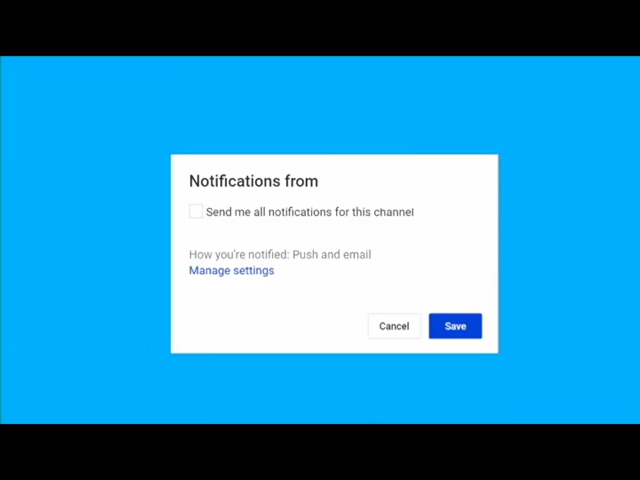 Notifications from
Send me all notifications for this channel
How you're notified: Push and email
Manage settings
Cancel
Save